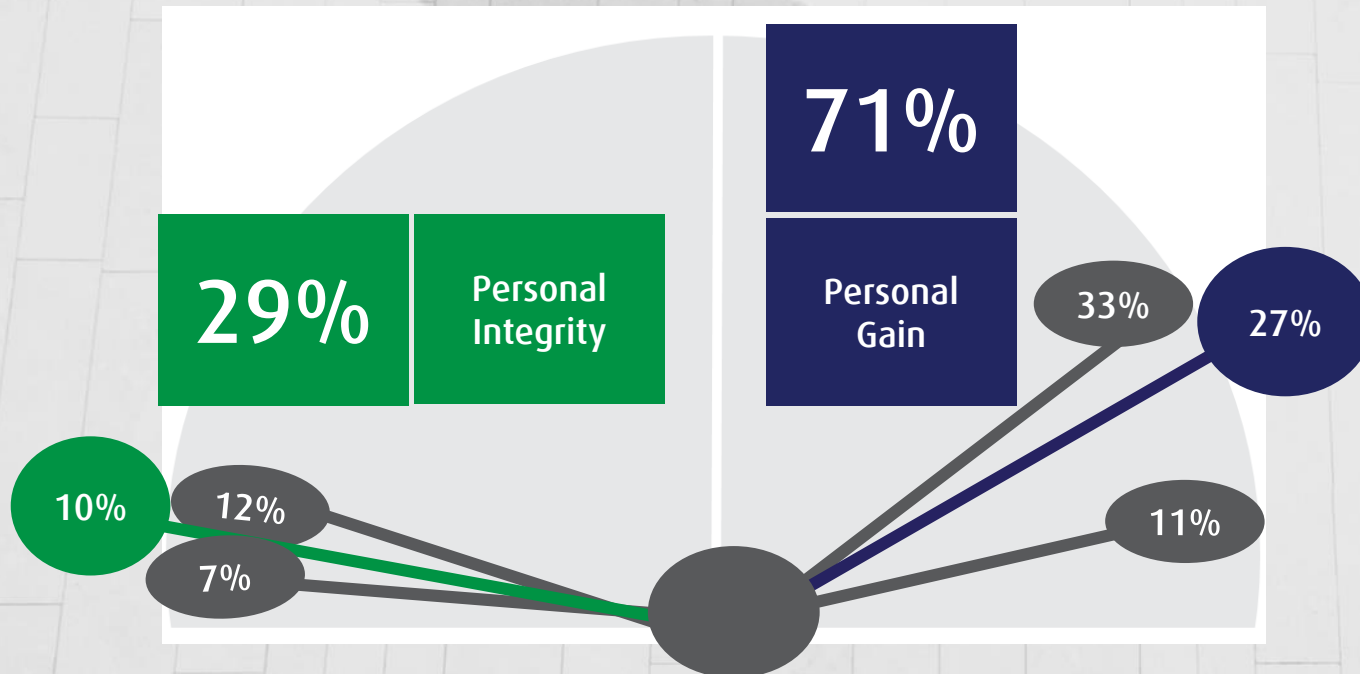 71%
29%
Personal
Integrity
Personal
Gain
33%
27%
10%
12%
11%
7%